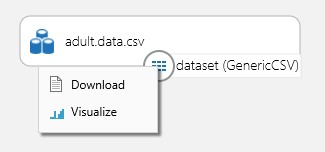 adult.data.csv
dataset (GenericCSV)
Download
Visualize